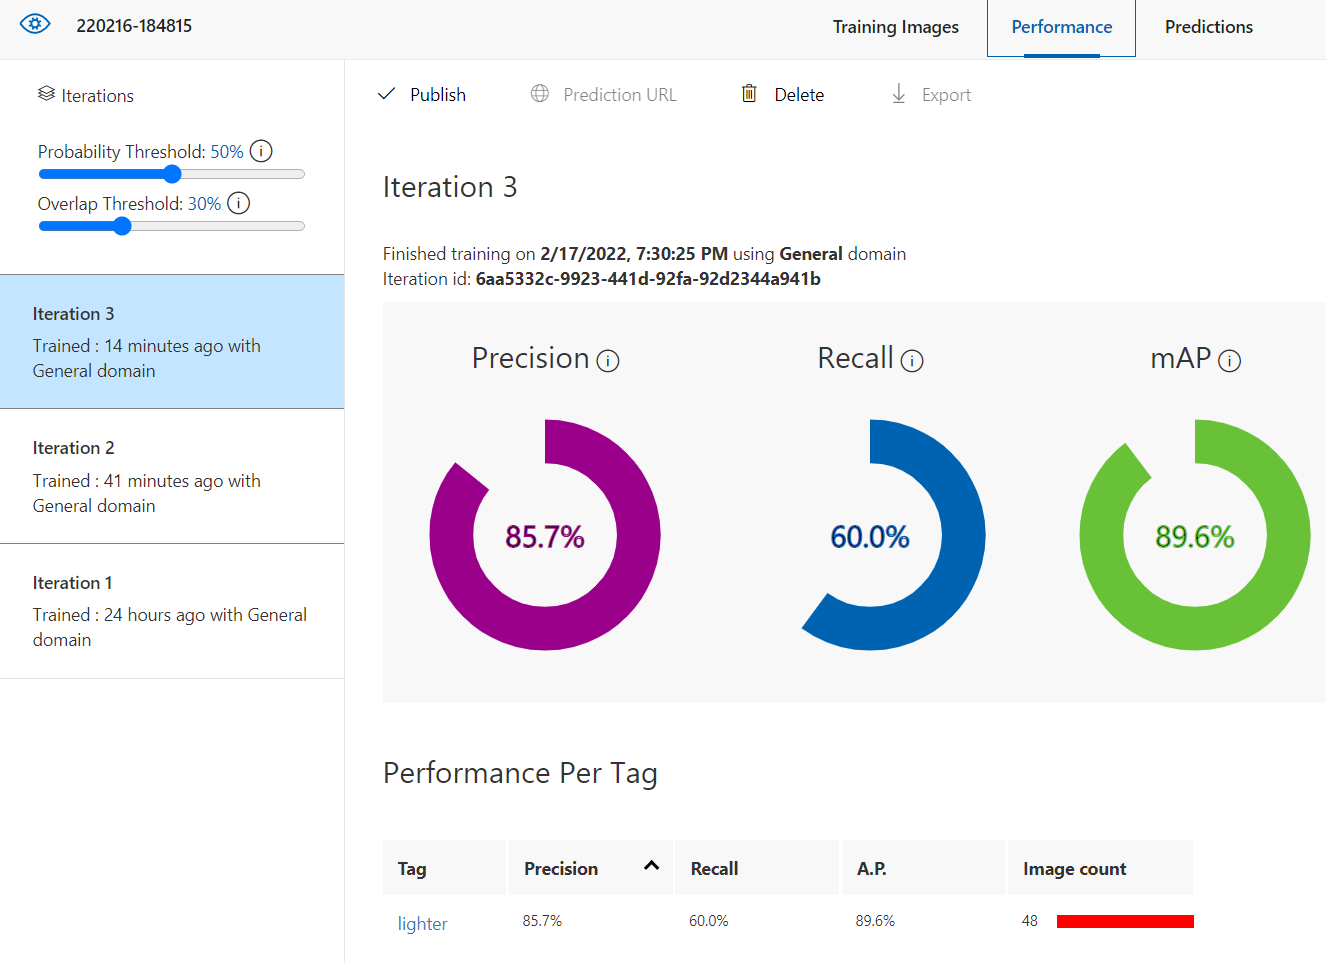 220216-184815
Training Images
Performance
Predictions
Iterations
Probability Threshold: 50%
Overlap Threshold: 30%
Iteration 3
Trained : 14 minutes ago with
General domain
Iteration 2
Trained : 41 minutes ago with
General domain
Iteration 1
Trained : 24 hours ago with General
domain
Publish
Prediction URL
Delete
Export
Iteration 3
Finished training on 2/17/2022, 7:30:25 PM using General domain
Iteration id: 6aa5332c-9923-441d-92fa-92d2344a941b
Precision
Recall
mAP
85.7%
60.0%
89.6%
Performance Per Tag
Tag Precision Recall A.P. Image count
lighter 85.7% 60.0% 89.6% 48